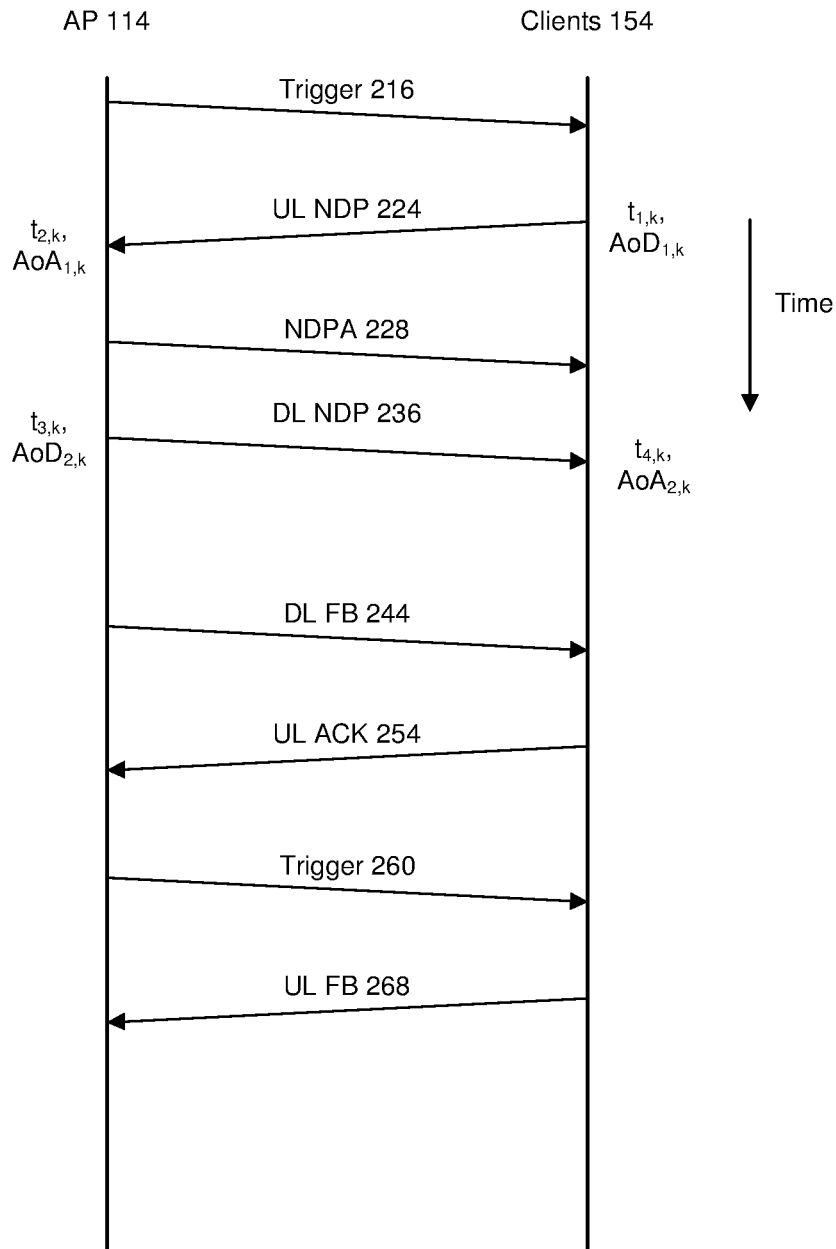 AP 114
Clients 154
Trigger 216
UL NDP 224
t2,k,
AoA1,k
t1,k,
AoD1,k
Time
NDPA 228
DL NDP 236
t3,k,
AoD2,k
t4,k,
AoA2,k
DL FB 244
UL ACK 254
Trigger 260
UL FB 268